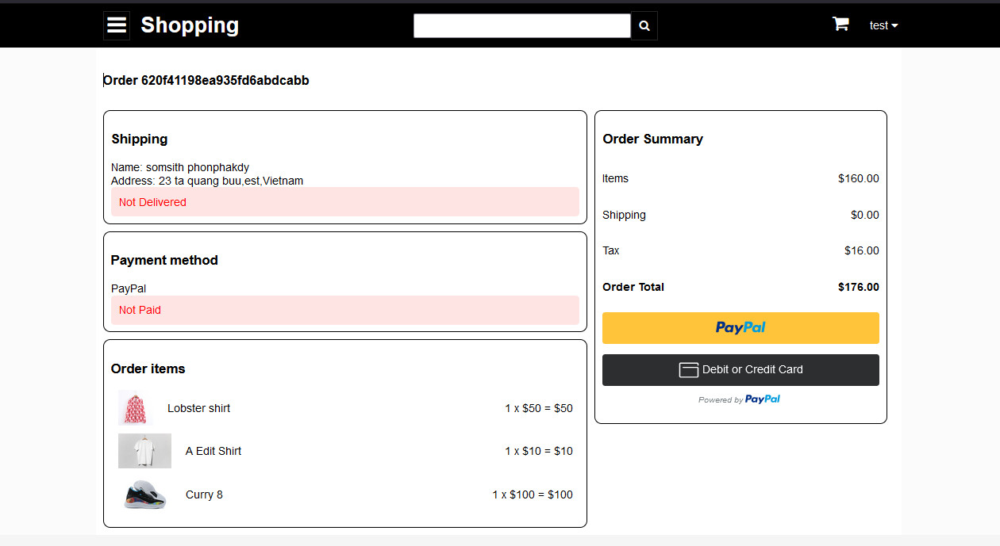 Shopping
test
Order 620f41198ea935fd6abdcabb
Shipping
Name: somsith phonphakdy
Address: 23 ta quang buu,est,Vietnam
Not Delivered
Payment method
PayPal
Not Paid
Order items
Lobster shirt 1 x $50 = $50
A Edit Shirt 1 x $10 = $10
Curry 8 1 x $100 = $100
Order Summary
Items $160.00
Shipping $0.00
Tax $16.00
Order Total $176.00
PayPal
Debit or Credit Card
Powered by PayPal